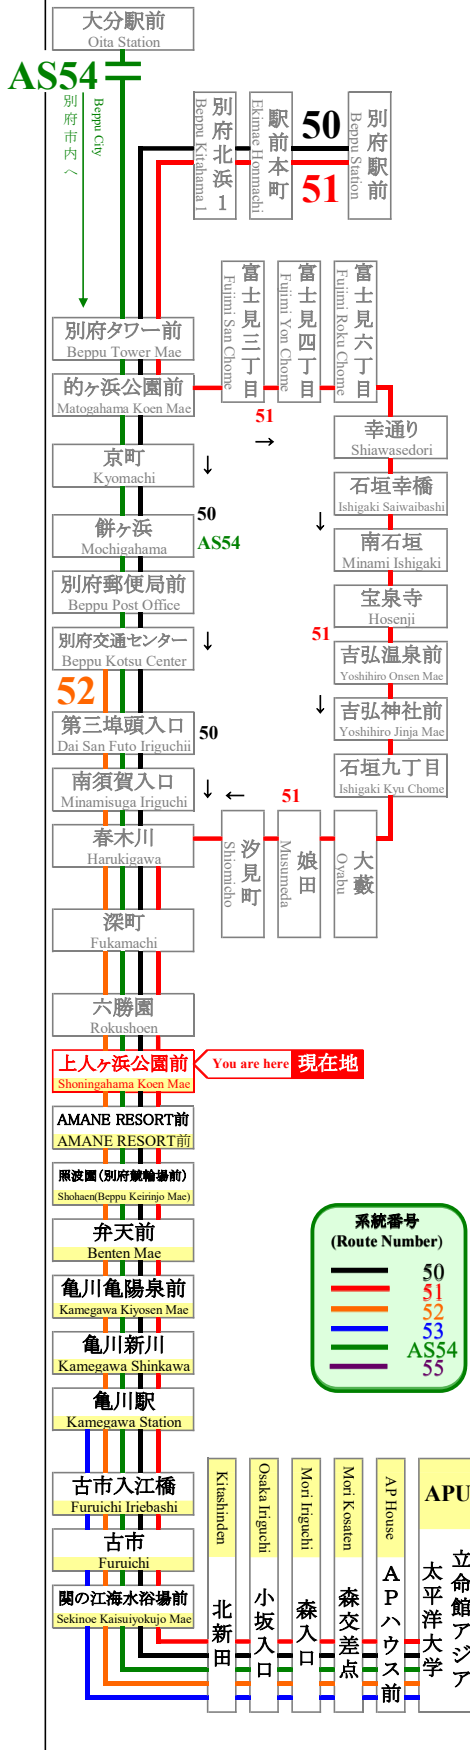 大分駅前
Oita Station
AS54
Beppu City
別府市内へ
別府北浜1
Beppu Kitahama 1
駅前本町
Ekimae Honmachi
50
51
別府駅前
Beppu Station
別府タワー前
Beppu Tower Mae
的ヶ浜公園前
Matogahama Koen Mae
富士見三丁目
Fujimi San Chome
富士見四丁目
Fujimi Yon Chome
富士見六丁目
Fujimi Roku Chome
51
→
幸通り
Shiawasedori
京町
Kyomachi
↓
石垣幸橋
Ishigaki Saiwaibashi
餅ヶ浜
Mochigahama
50
AS54
↓
南石垣
Minami Ishigaki
別府郵便局前
Beppu Post Office
宝泉寺
Hosenji
別府交通センター
Beppu Kotsu Center
↓
51
吉弘温泉前
Yoshihiro Onsen Mae
52
第三埠頭入口
Dai San Futo Iriguchii
50
↓
吉弘神社前
Yoshihiro Jinja Mae
南須賀入口
Minamisuga Iriguchi
↓
←
51
石垣九丁目
Ishigaki Kyu Chome
春木川
Harukigawa
汐見町
Shiomicho
娘田
Musumeda
大藪
Oyabu
深町
Fukamachi
六勝園
Rokushoen
上人ヶ浜公園前
Shoningahama Koen Mae
You are here 現在地
AMANE RESORT前
AMANE RESORT前
照波園(別府競輪場前)
Shohaen(Beppu Keirinjo Mae)
弁天前
Benten Mae
亀川亀陽泉前
Kamegawa Kiyosen Mae
亀川新川
Kamegawa Shinkawa
亀川駅
Kamegawa Station
系統番号
(Route Number)
50
51
52
53
AS54
55
古市入江橋
Furuichi Iriebashi
古市
Furuichi
関の江海水浴場前
Sekinoe Kaisuiyokujo Mae
Kitashinden
北新田
Osaka Iriguchi
小坂入口
Mori Iriguchi
森入口
Mori Kosaten
森交差点
AP House
APハウス前
APU
立命館アジア
太平洋大学